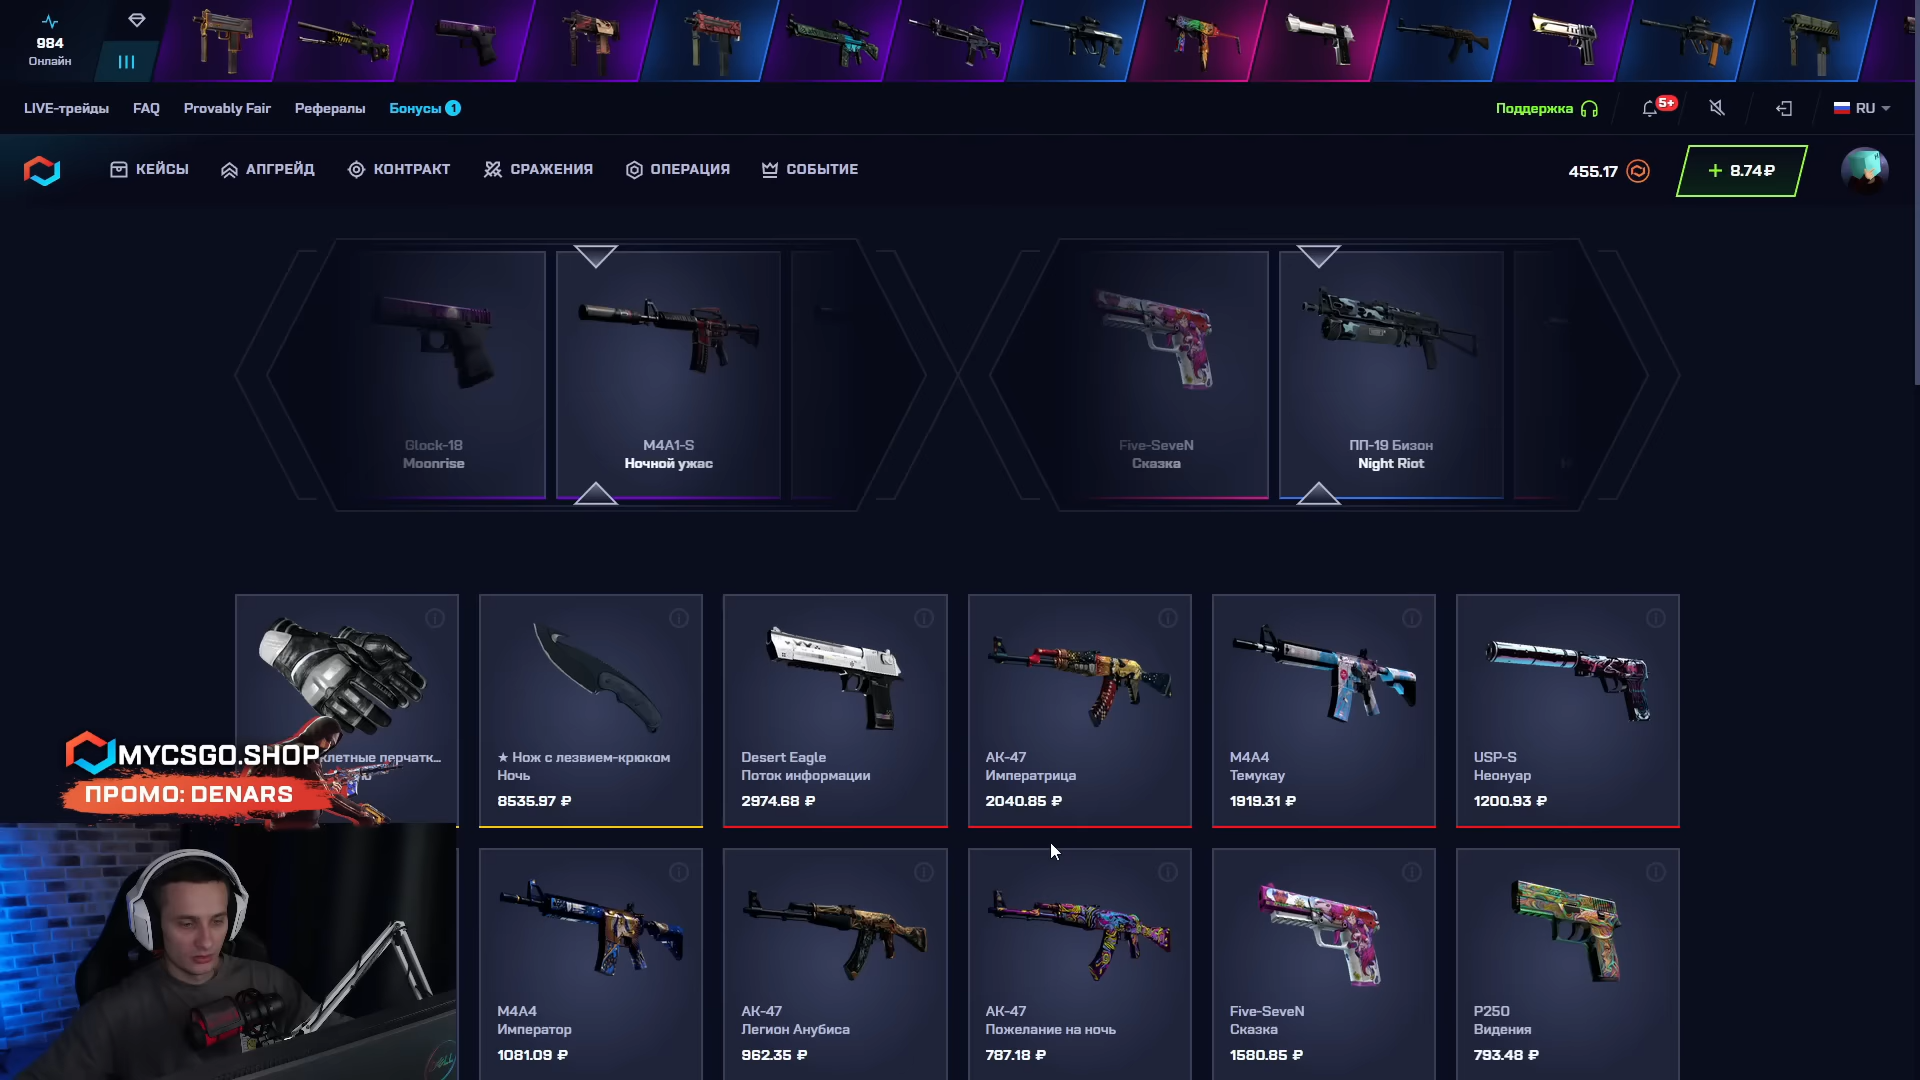 984
Онлайн
LIVE-трейды FAQ Provably Fair Рефералы Бонусы 1
Поддержка 5+ RU
КЕЙСЫ АПГРЕЙД КОНТРАКТ СРАЖЕНИЯ ОПЕРАЦИЯ СОБЫТИЕ
455.17 + 8.74 ₽
Glock-18
Moonrise
M4A1-S
Ночной ужас
Five-SeveN
Сказка
ПП-19 Бизон
Night Riot
клетные перчатк...
★ Нож с лезвием-крюком
Ночь
8535.97 ₽
Desert Eagle
Поток информации
2974.68 ₽
AK-47
Императрица
2040.85 ₽
M4A4
Темукау
1919.31 ₽
USP-S
Неонуар
1200.93 ₽
MYCSGO.SHOP
ПРОМО: DENARS
M4A4
Император
1081.09 ₽
AK-47
Легион Анубиса
962.35 ₽
AK-47
Пожелание на ночь
787.18 ₽
Five-SeveN
Сказка
1580.85 ₽
P250
Видения
793.48 ₽